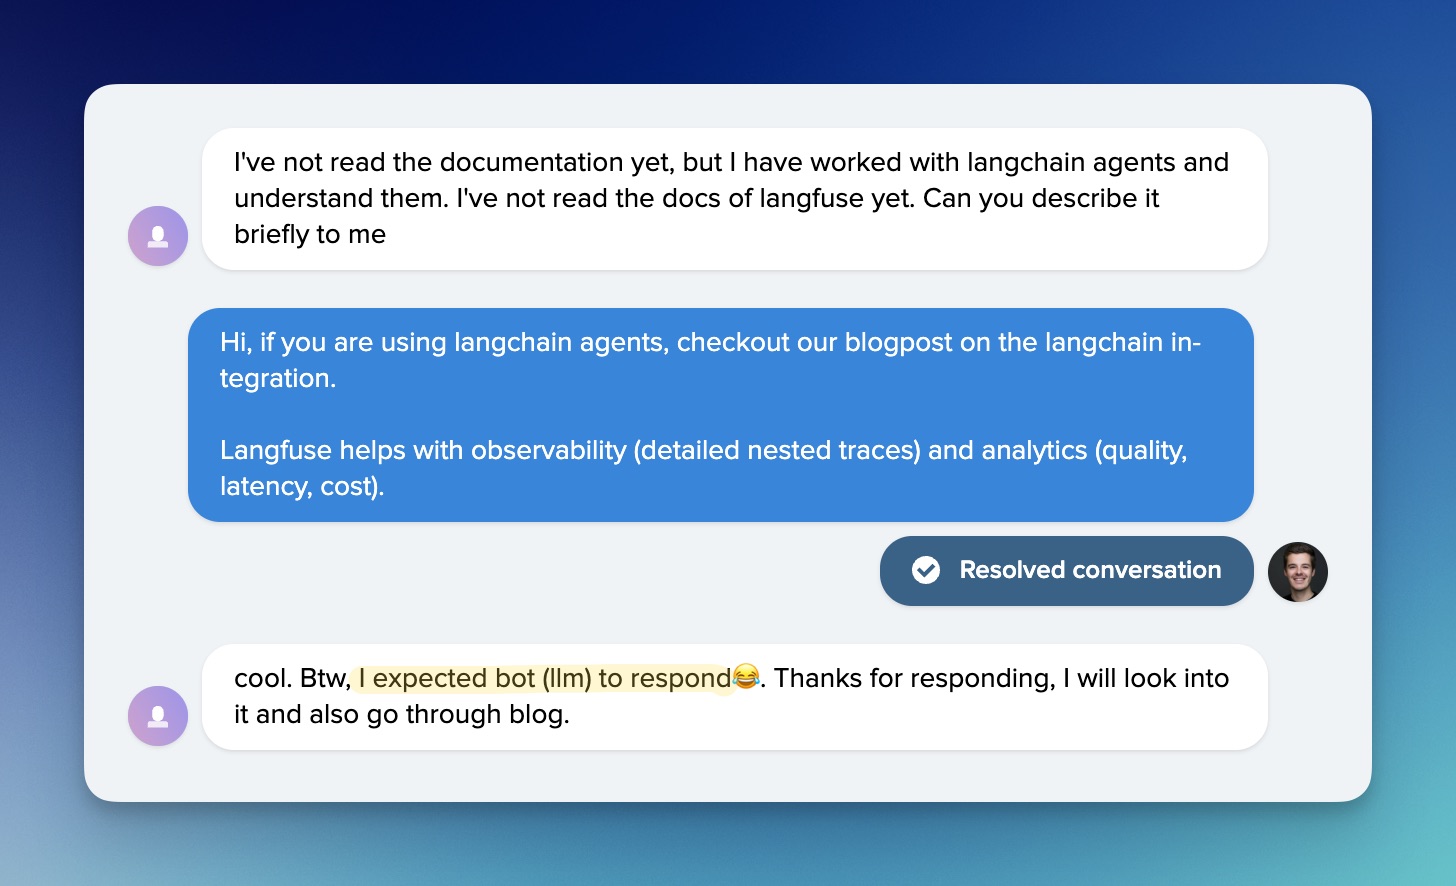 I've not read the documentation yet, but I have worked with langchain agents and
understand them. I've not read the docs of langfuse yet. Can you describe it
briefly to me
Hi, if you are using langchain agents, checkout our blogpost on the langchain in-
tegration.
Langfuse helps with observability (detailed nested traces) and analytics (quality,
latency, cost).
Resolved conversation
cool. Btw, I expected bot (llm) to respond😂. Thanks for responding, I will look into
it and also go through blog.